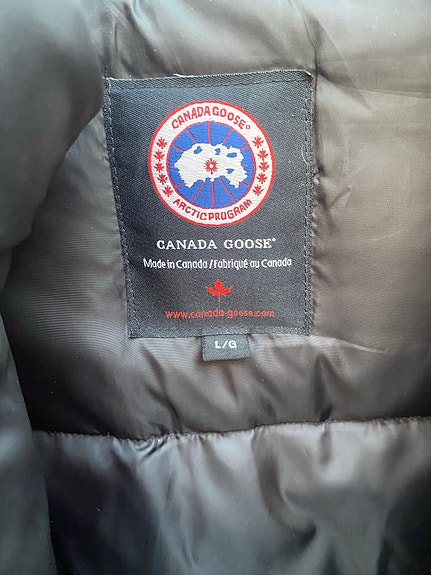 CANADA GOOSE®
ARCTIC PROGRAM
CANADA GOOSE®
Made in Canada / Fabriqué au Canada
www.canada-goose.com
L/G